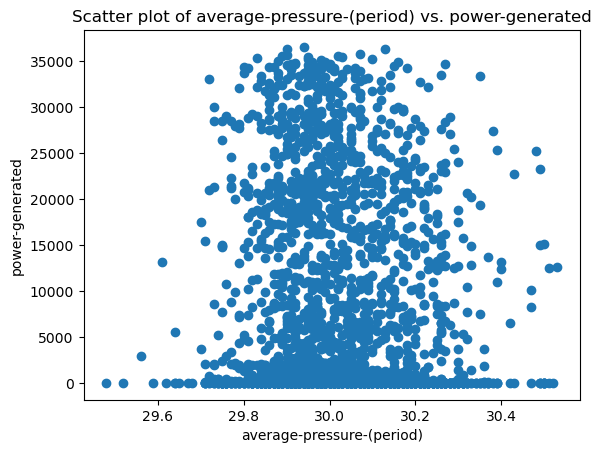 Scatter plot of average-pressure-(period) vs. power-generated
35000
30000
25000
20000
15000
10000
5000
0
power-generated
29.6 29.8 30.0 30.2 30.4
average-pressure-(period)